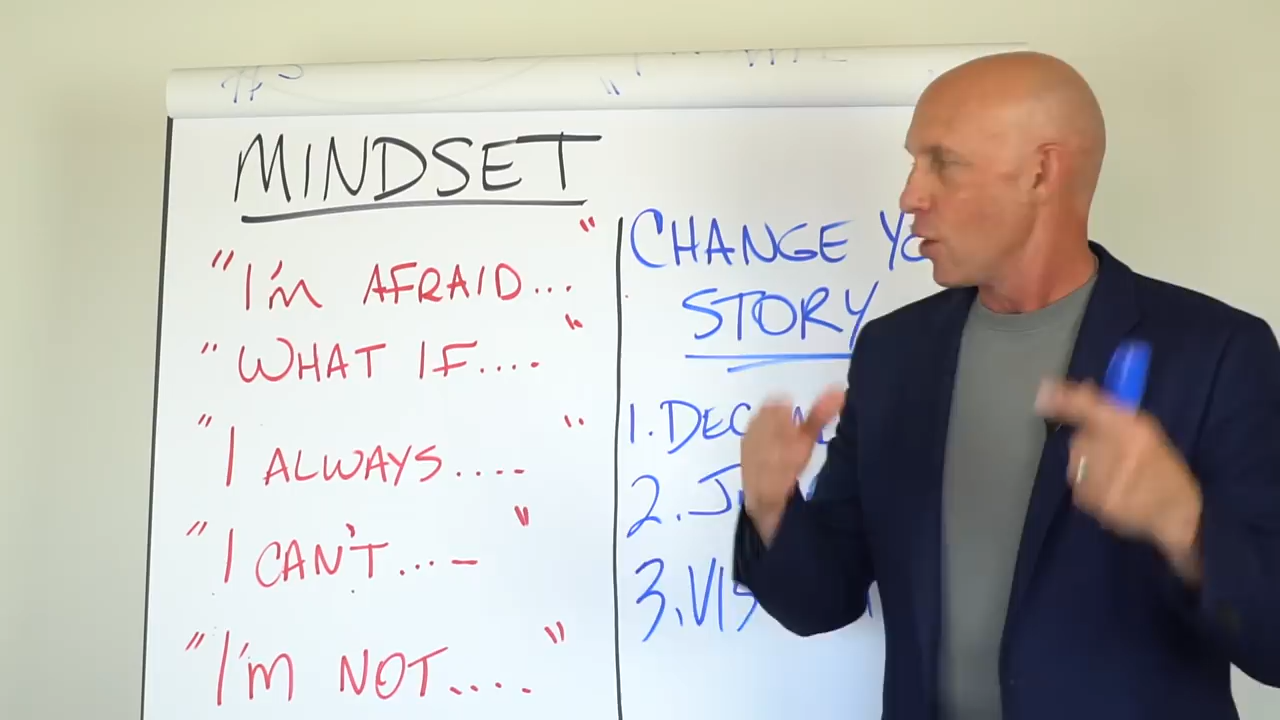 MINDSET
"I'm AFRAID..."
"WHAT IF...."
"I ALWAYS...."
"I CAN'T...-"
"I'm NOT...."
CHANGE
STORY
1.
2.
3.